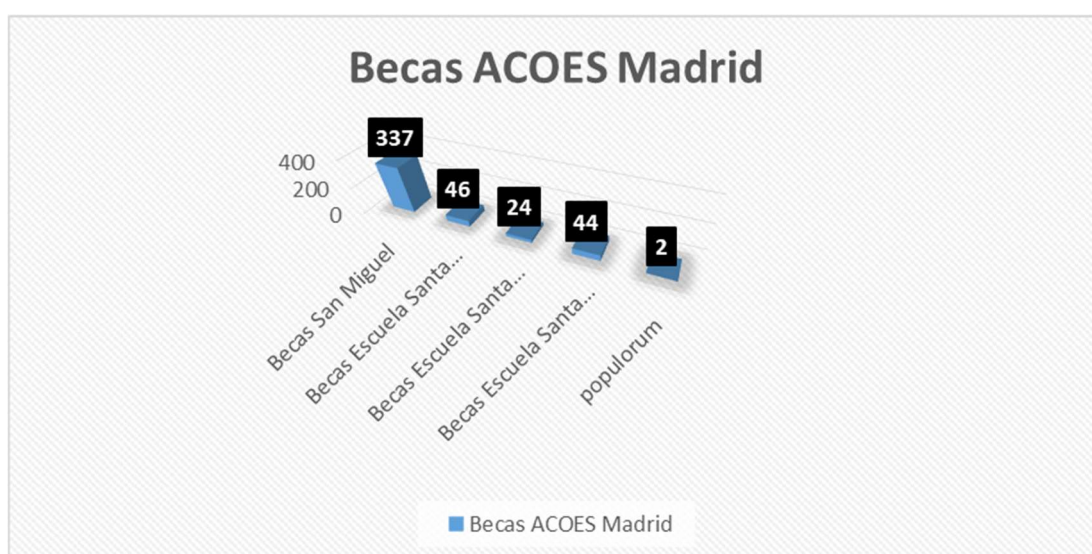 Becas ACOES Madrid
337
46
24
44
2
400
200
0
Becas San Miguel
Becas Escuela Santa...
Becas Escuela Santa...
Becas Escuela Santa...
populorum
Becas ACOES Madrid